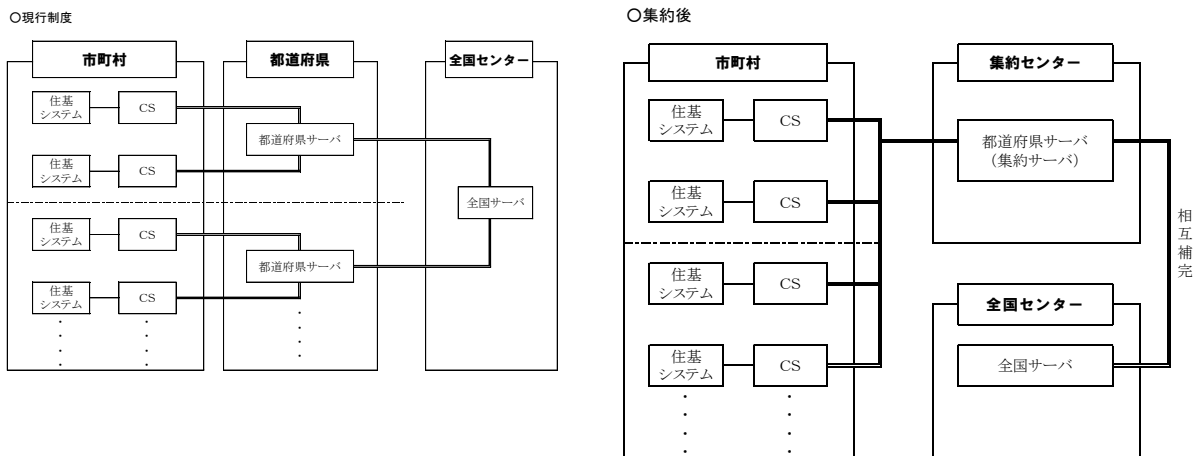 ○現行制度
市町村
都道府県
全国センター
住基
システム
CS
都道府県サーバ
住基
システム
CS
全国サーバ
住基
システム
CS
都道府県サーバ
住基
システム
CS
○集約後
市町村
集約センター
住基
システム
CS
都道府県サーバ
（集約サーバ）
住基
システム
CS
相互補完
住基
システム
CS
全国センター
住基
システム
CS
全国サーバ